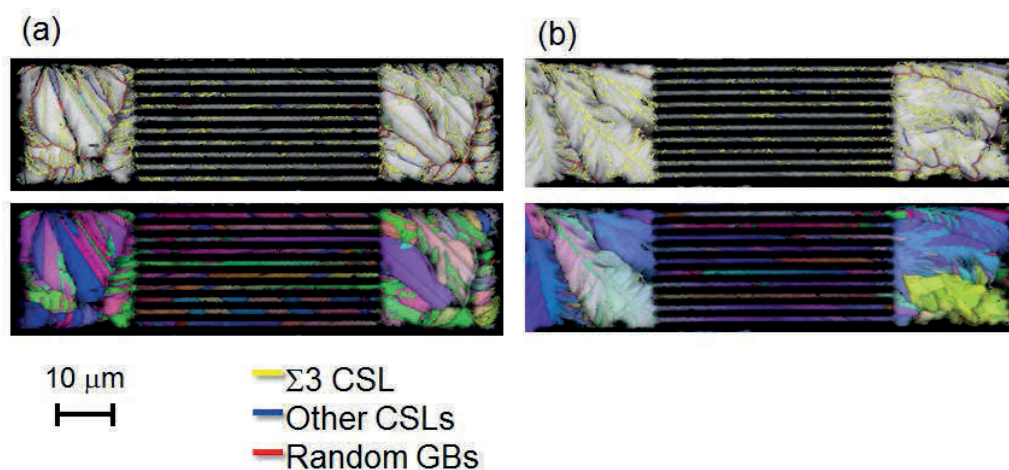 (a)
(b)
10 μm
Σ3 CSL
Other CSLs
Random GBs